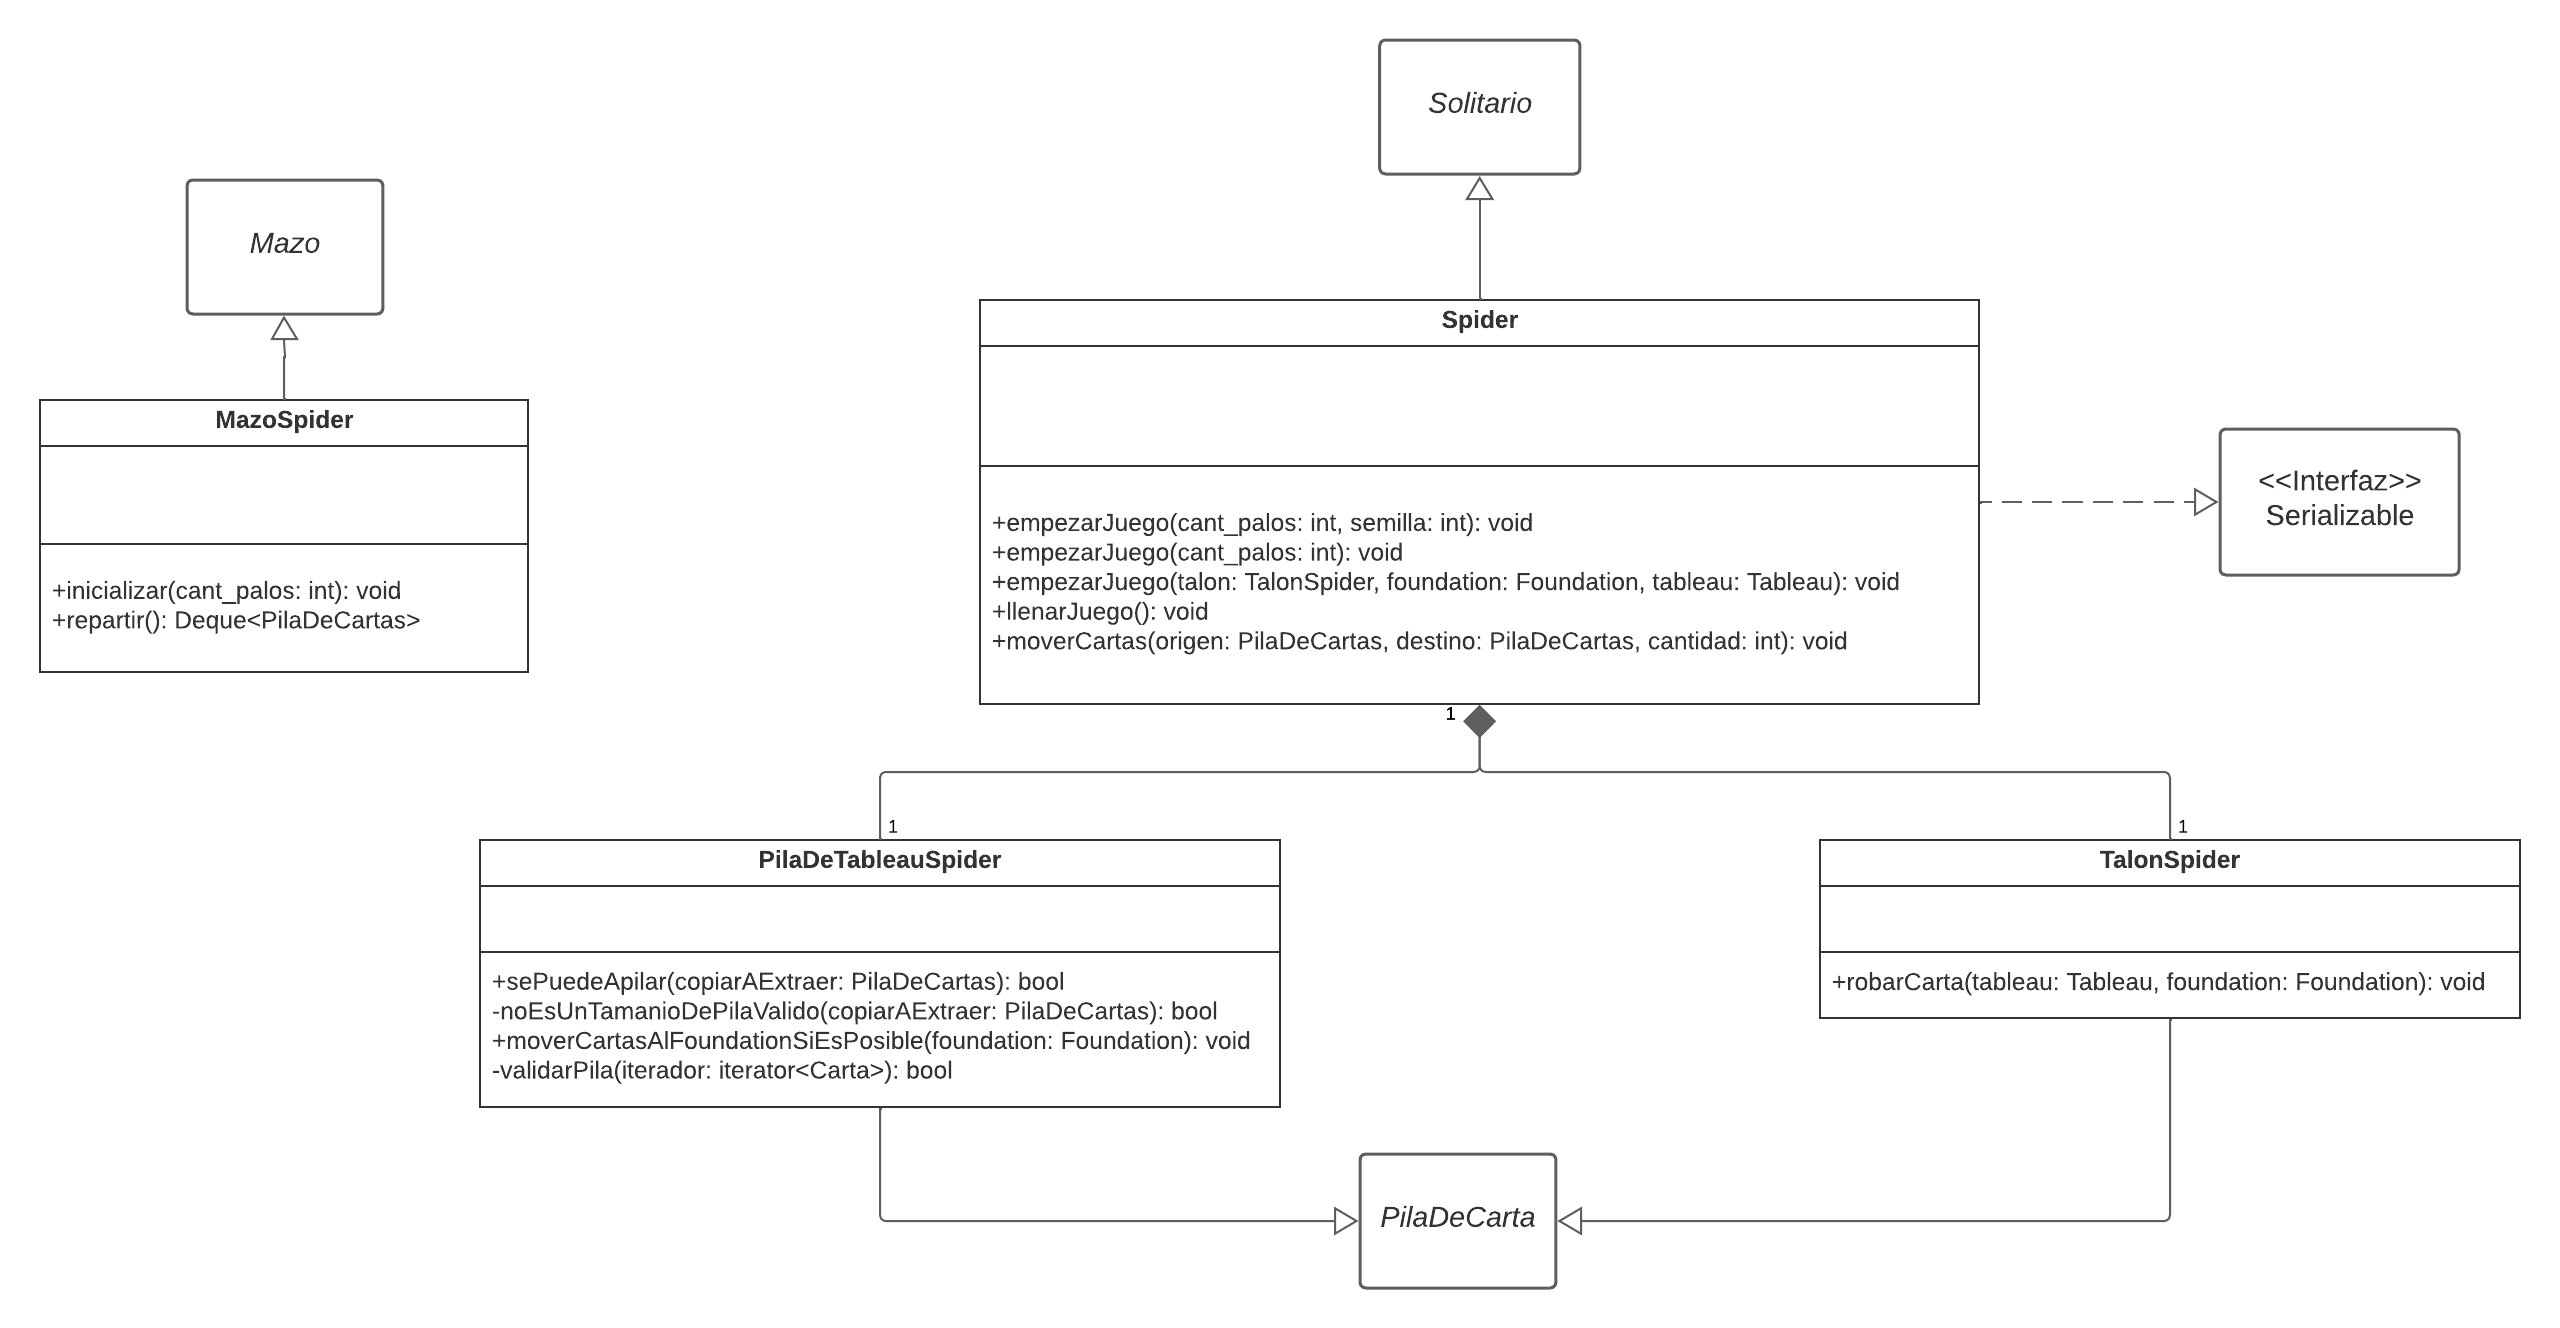 Solitario
Mazo
Spider
MazoSpider
<<Interfaz>>
Serializable
+empezarJuego(cant_palos: int, semilla: int): void
+empezarJuego(cant_palos: int): void
+empezarJuego(talon: TalonSpider, foundation: Foundation, tableau: Tableau): void
+llenarJuego(): void
+moverCartas(origen: PilaDeCartas, destino: PilaDeCartas, cantidad: int): void
+inicializar(cant_palos: int): void
+repartir(): Deque<PilaDeCartas>
1
1
1
PilaDeTableauSpider
TalonSpider
+sePuedeApilar(copiarAExtraer: PilaDeCartas): bool
-noEsUnTamanioDePilaValido(copiarAExtraer: PilaDeCartas): bool
+moverCartasAlFoundationSiEsPosible(foundation: Foundation): void
-validarPila(iterador: iterator<Carta>): bool
+robarCarta(tableau: Tableau, foundation: Foundation): void
PilaDeCarta